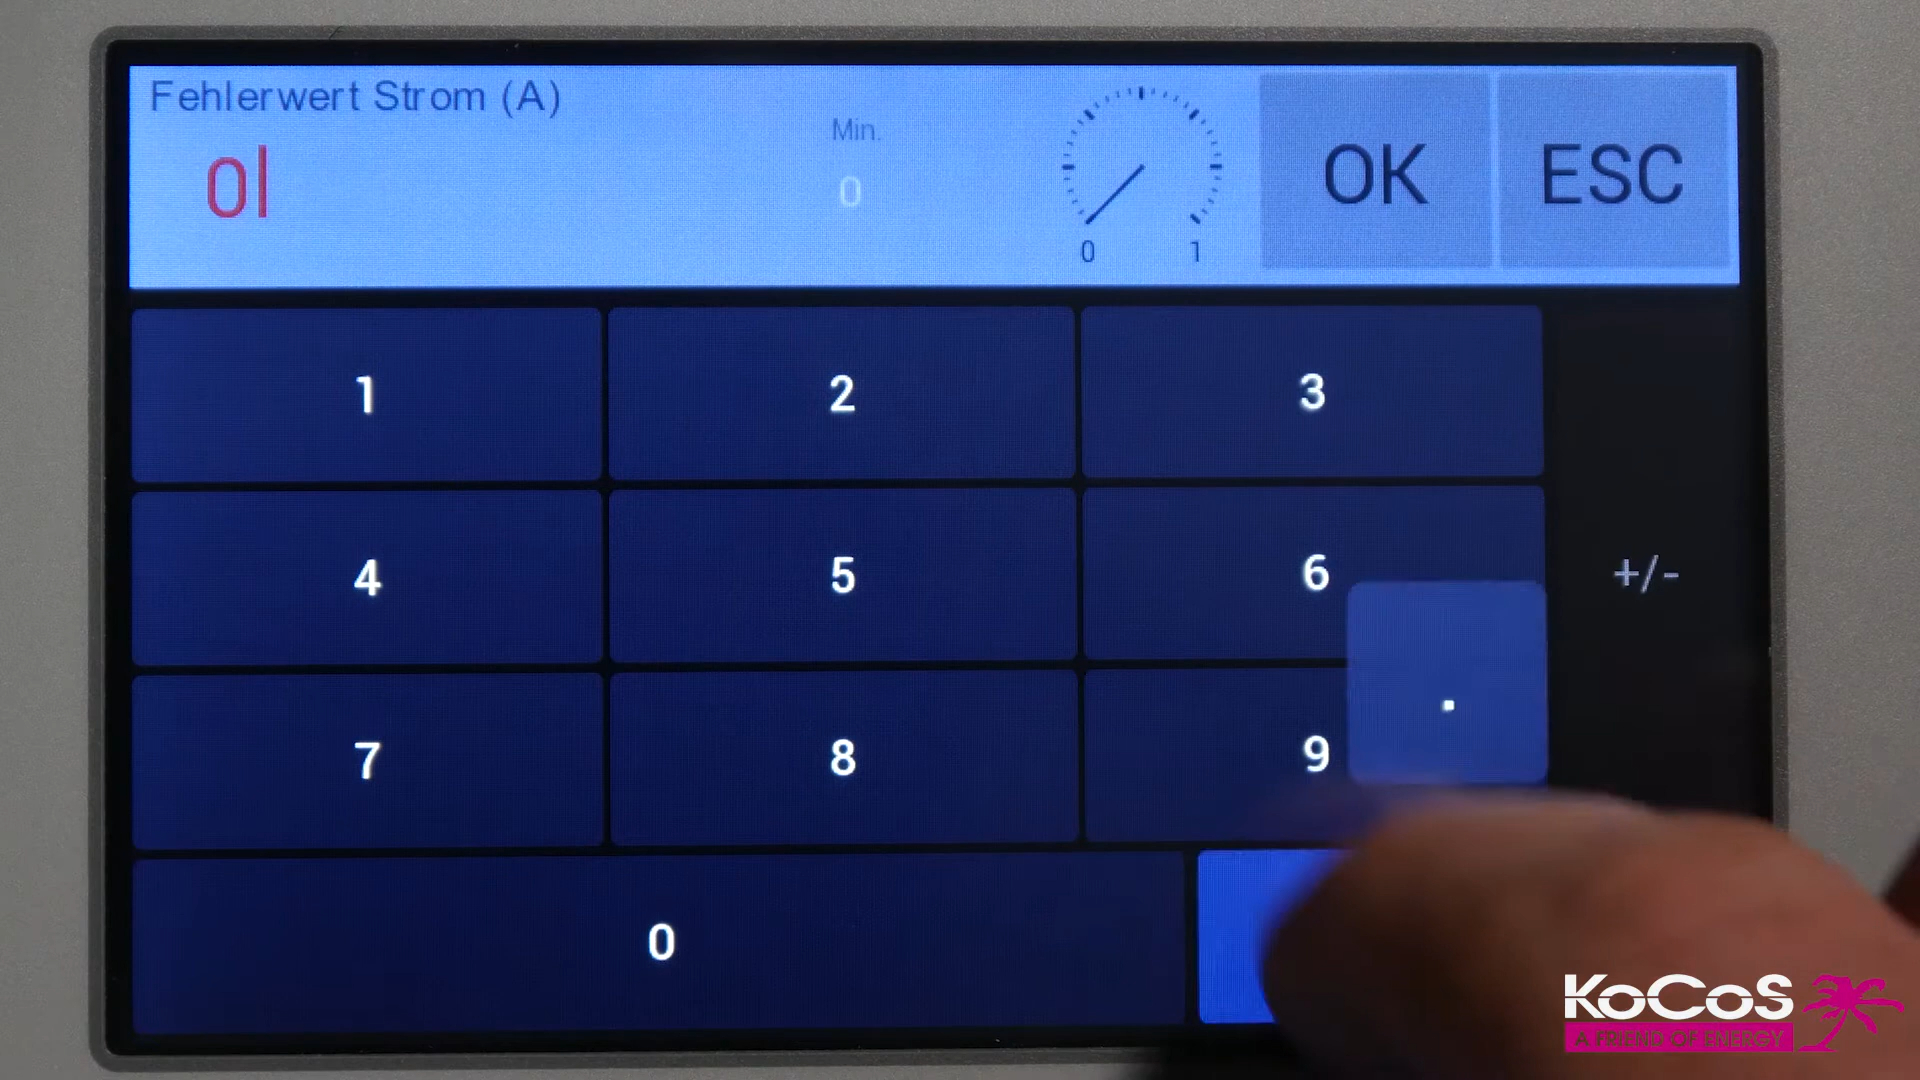 Fehlerwert Strom (A)
0
Min.
0
0 1
OK
ESC
1 2 3
4 5 6 +/-
7 8 9 .
0
KoCoS
A FRIEND OF ENERGY